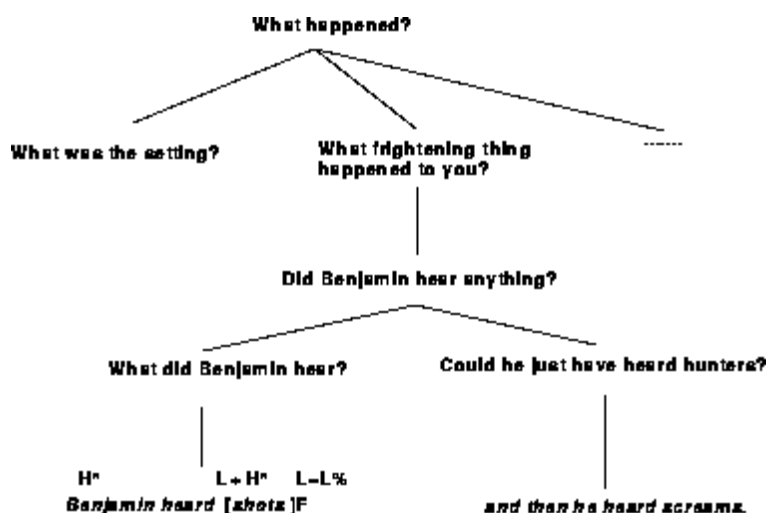 What happened?
What was the setting?
What frightening thing
happened to you?
------
Did Benjamin hear anything?
What did Benjamin hear?
Could he just have heard hunters?
H* L+H* L-L%
Benjamin heard [shots]F
and then he heard screams.